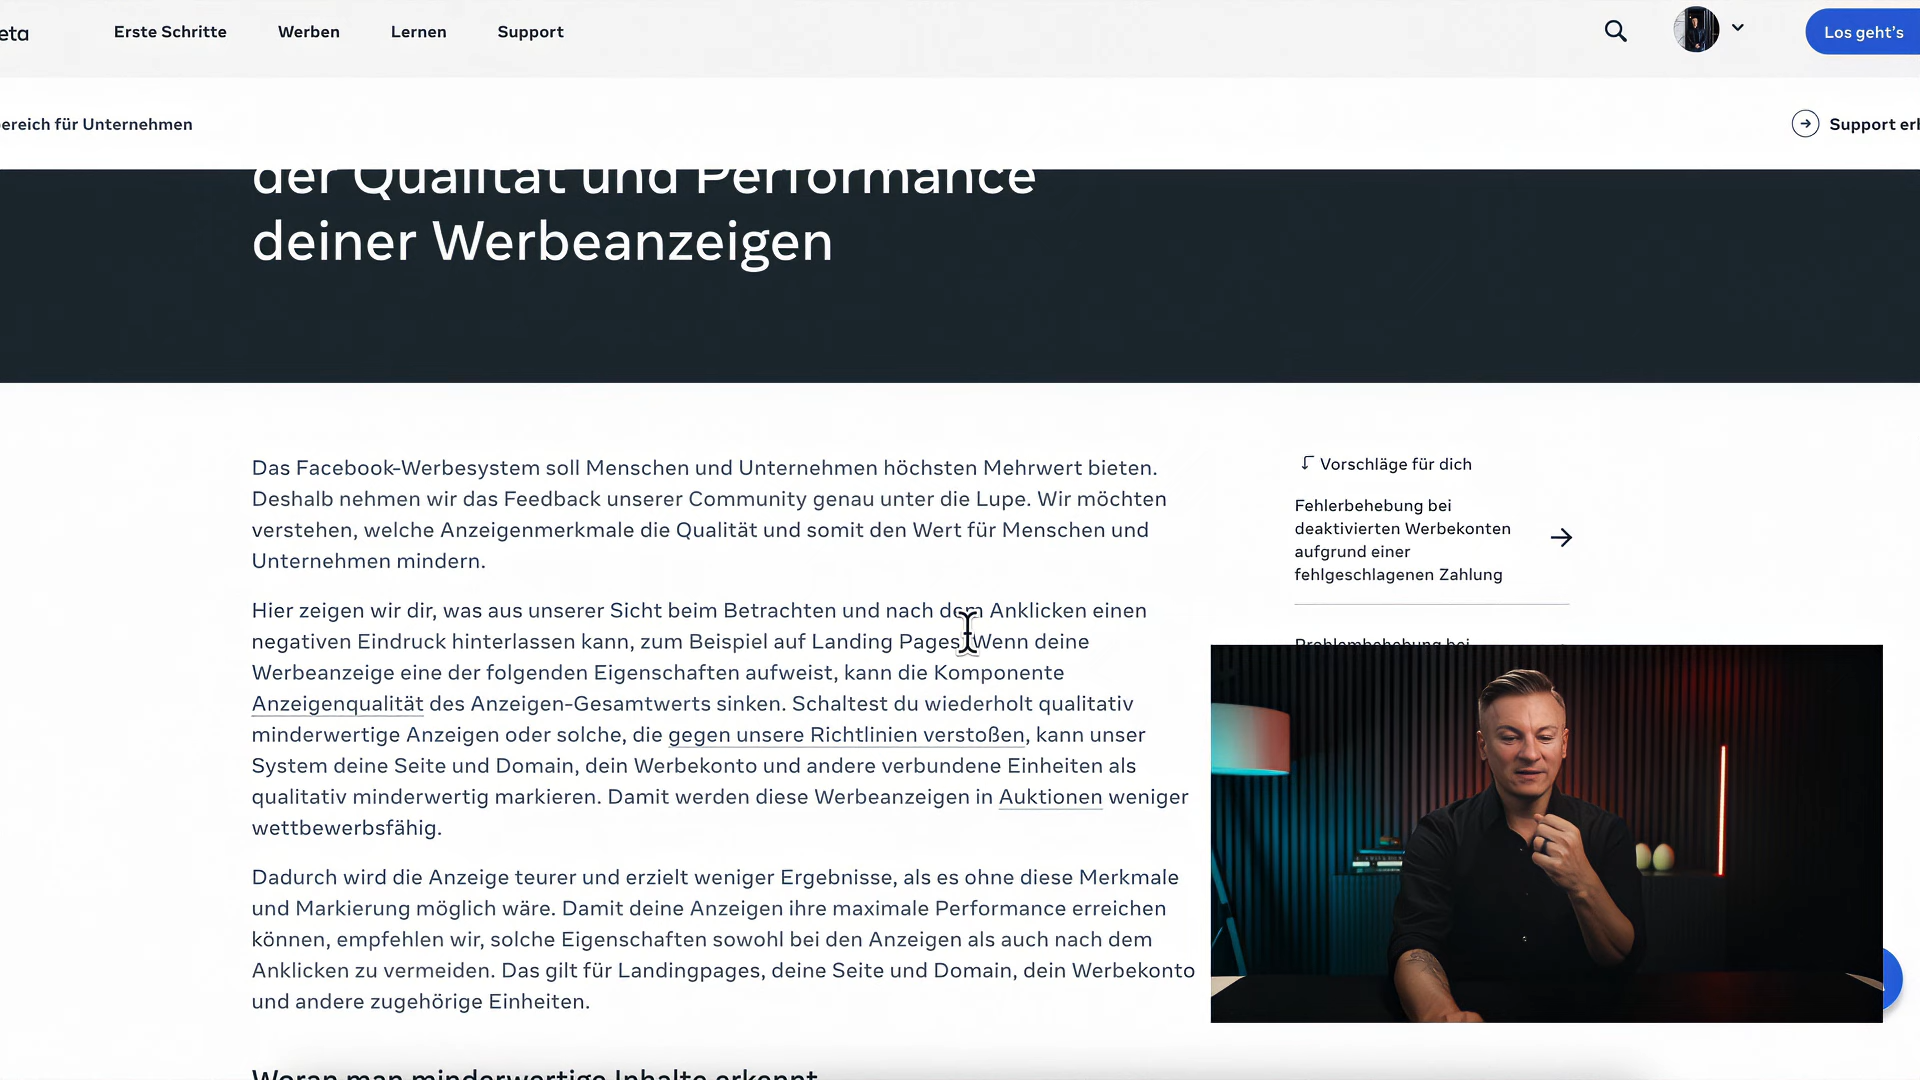 eta
Erste Schritte
Werben
Lernen
Support
Los geht's
ereich für Unternehmen
Support erh
der Qualität und Performance
deiner Werbeanzeigen
Das Facebook-Werbesystem soll Menschen und Unternehmen höchsten Mehrwert bieten.
Deshalb nehmen wir das Feedback unserer Community genau unter die Lupe. Wir möchten
verstehen, welche Anzeigenmerkmale die Qualität und somit den Wert für Menschen und
Unternehmen mindern.
Hier zeigen wir dir, was aus unserer Sicht beim Betrachten und nach dem Anklicken einen
negativen Eindruck hinterlassen kann, zum Beispiel auf Landing Pages. Wenn deine
Werbeanzeige eine der folgenden Eigenschaften aufweist, kann die Komponente
Anzeigenqualität des Anzeigen-Gesamtwerts sinken. Schaltest du wiederholt qualitativ
minderwertige Anzeigen oder solche, die gegen unsere Richtlinien verstoßen, kann unser
System deine Seite und Domain, dein Werbekonto und andere verbundene Einheiten als
qualitativ minderwertig markieren. Damit werden diese Werbeanzeigen in Auktionen weniger
wettbewerbsfähig.
Dadurch wird die Anzeige teurer und erzielt weniger Ergebnisse, als es ohne diese Merkmale
und Markierung möglich wäre. Damit deine Anzeigen ihre maximale Performance erreichen
können, empfehlen wir, solche Eigenschaften sowohl bei den Anzeigen als auch nach dem
Anklicken zu vermeiden. Das gilt für Landingpages, deine Seite und Domain, dein Werbekonto
und andere zugehörige Einheiten.
Woran man minderwertige Inhalte erkennt
Vorschläge für dich
Fehlerbehebung bei
deaktivierten Werbekonten
aufgrund einer
fehlgeschlagenen Zahlung
Problembehebung bei